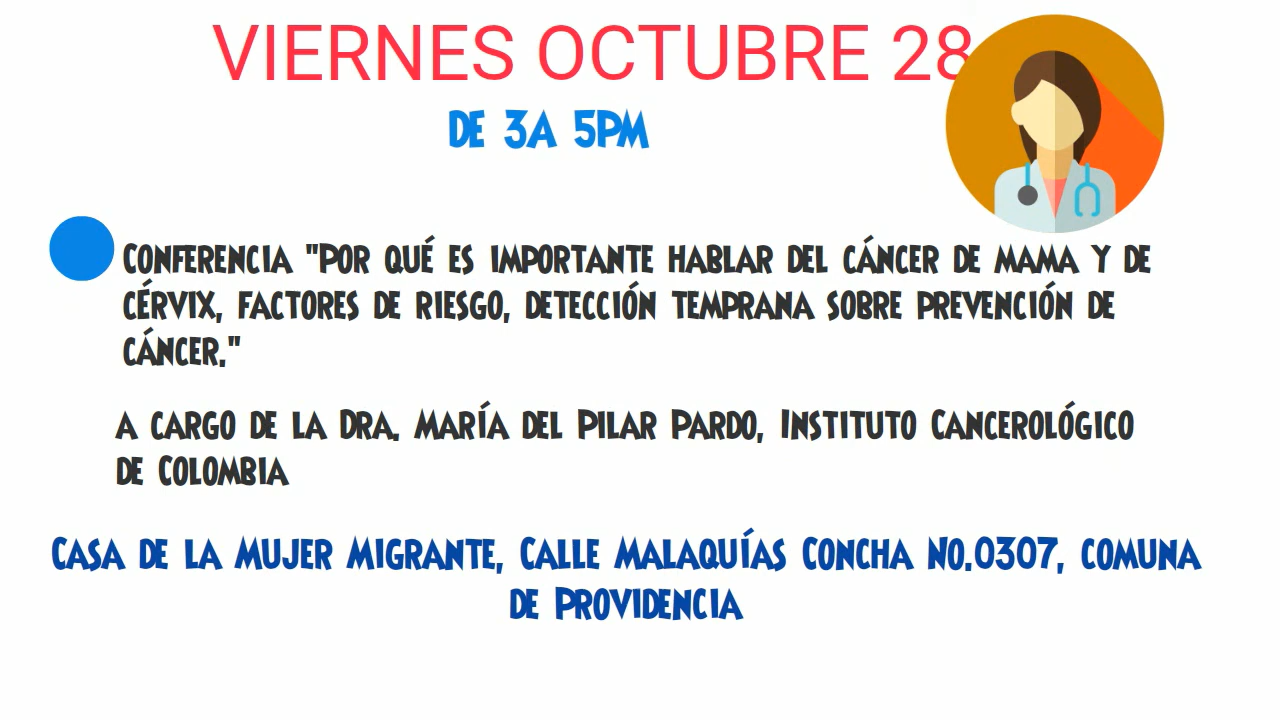 VIERNES OCTUBRE 28
DE 3A 5PM
Conferencia "Por qué es importante hablar del cáncer de mama y de
cérvix, factores de riesgo, detección temprana sobre prevención de
cáncer."
A cargo de la Dra. María del Pilar Pardo, Instituto Cancerológico
de Colombia
Casa de la Mujer Migrante, Calle Malaquías Concha No.0307, comuna
de Providencia